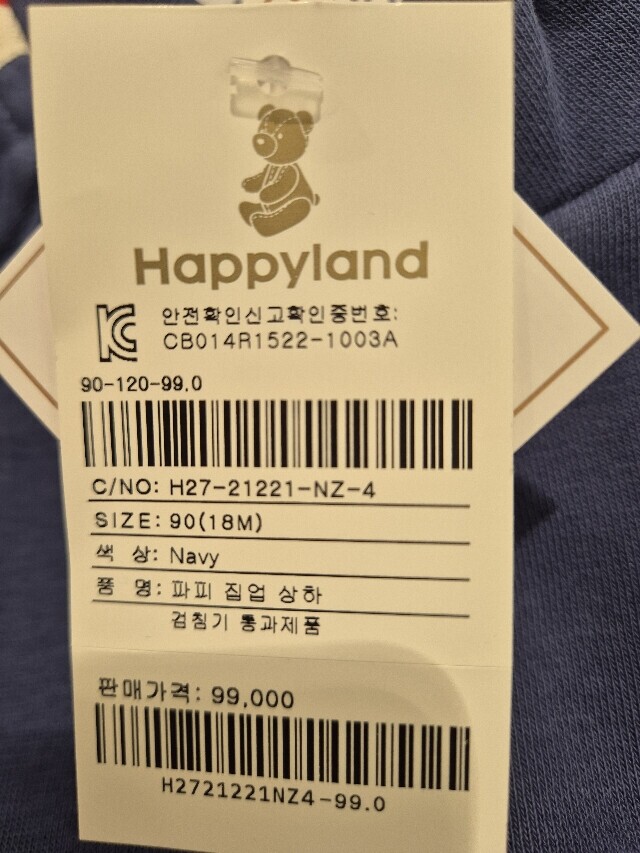 Happyland
안전확인신고확인증번호:
CB014R1522-1003A
90-120-99.0
C/NO: H27-21221-NZ-4
SIZE: 90(18M)
색 상: Navy
품 명: 파피 집업 상하
검침기 통과제품
판매가격: 99,000
H2721221NZ4-99.0